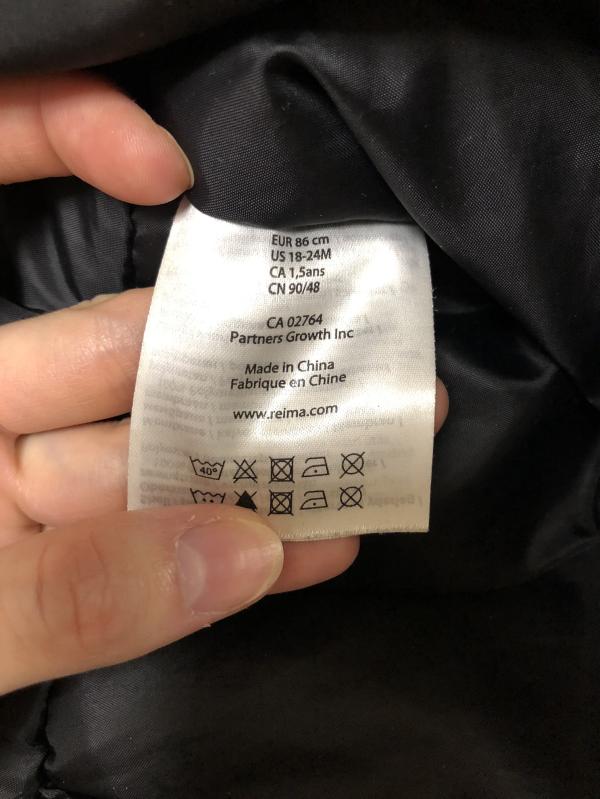 EUR 86 cm
US 18-24M
CA 1,5ans
CN 90/48
CA 02764
Partners Growth Inc
Made in China
Fabrique en Chine
www.reima.com
40°